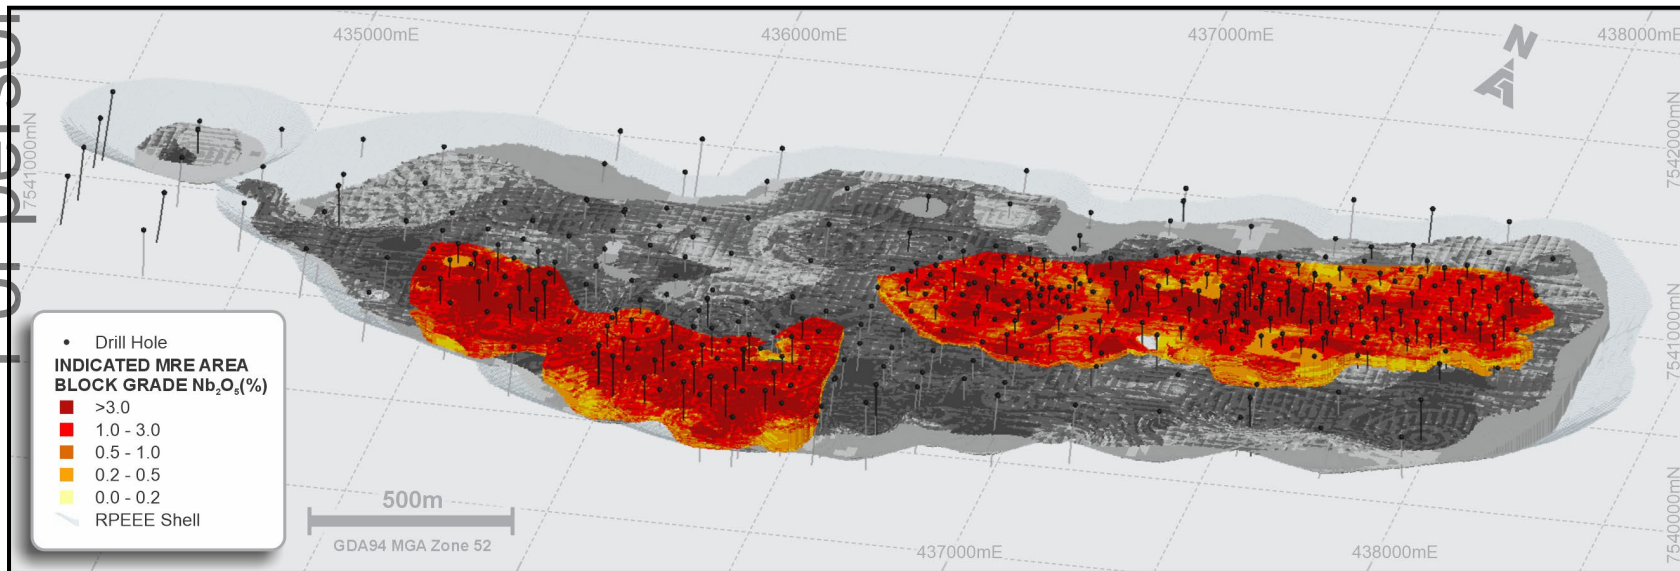 435000mE
436000mE
437000mE
438000mE
N
7541000mN
7542000mN
7541000mN
7540000mN
Drill Hole
INDICATED MRE AREA
BLOCK GRADE Nb₂O₅(%)
>3.0
1.0 - 3.0
0.5 - 1.0
0.2 - 0.5
0.0 - 0.2
RPEEE Shell
500m
GDA94 MGA Zone 52
437000mE
438000mE